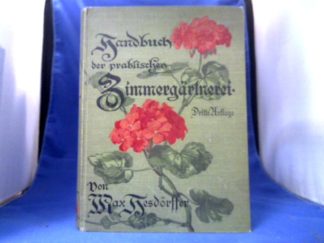 Handbuch
der praktischen
Zimmergärtnerei.
Dritte Auflage
Von
Max Hesdörffer